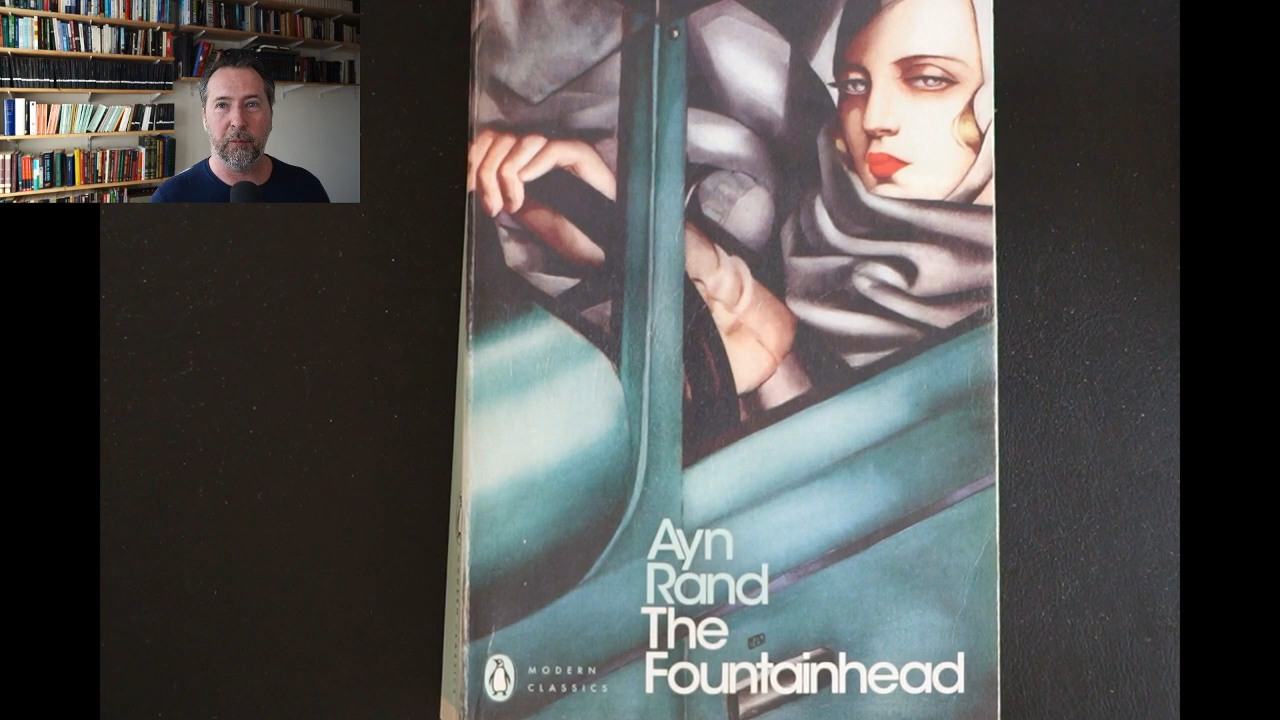 Ayn
Rand
The
Fountainhead
MODERN
CLASSICS